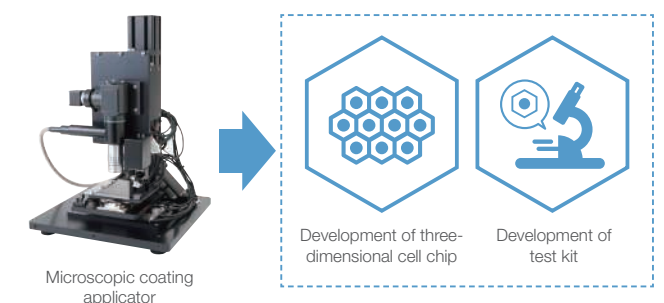 Microscopic coating
applicator
Development of three-
dimensional cell chip
Development of
test kit